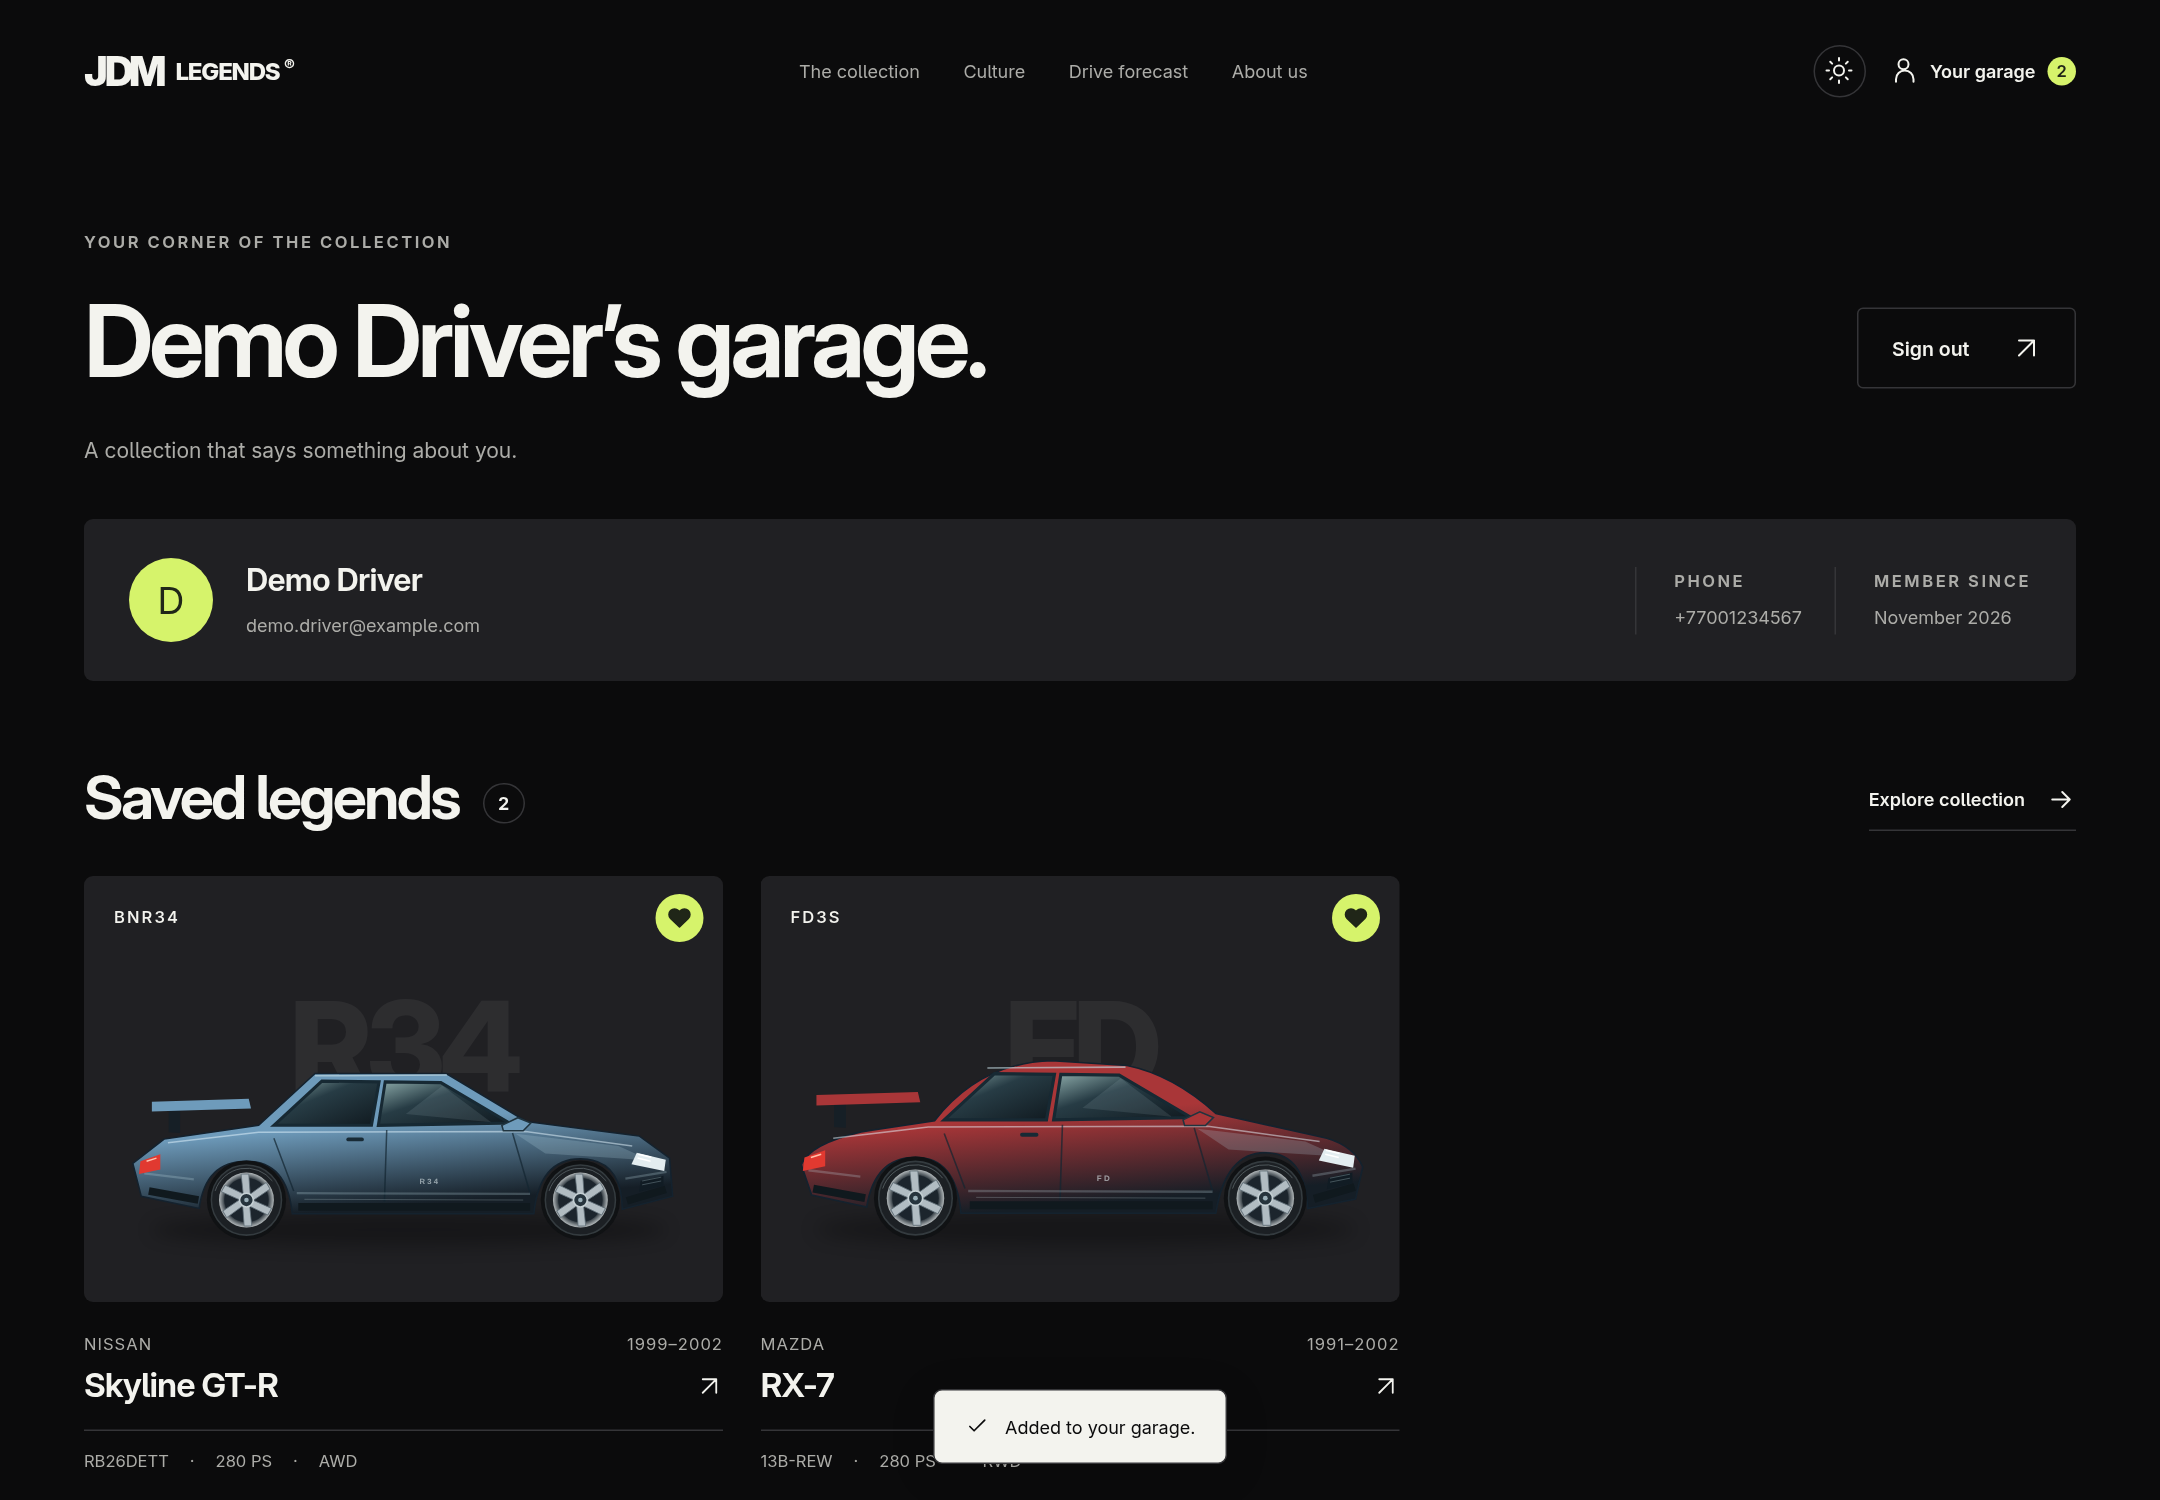 JDM LEGENDS ®
The collection
Culture
Drive forecast
About us
Your garage 2
YOUR CORNER OF THE COLLECTION
Demo Driver’s garage.
Sign out
A collection that says something about you.
D
Demo Driver
demo.driver@example.com
PHONE
+77001234567
MEMBER SINCE
November 2026
Saved legends 2
Explore collection
BNR34
R34
R34
NISSAN 1999–2002
Skyline GT-R
RB26DETT · 280 PS · AWD
FD3S
FD
FD
MAZDA 1991–2002
RX-7
13B-REW · 280 PS RWD
Added to your garage.